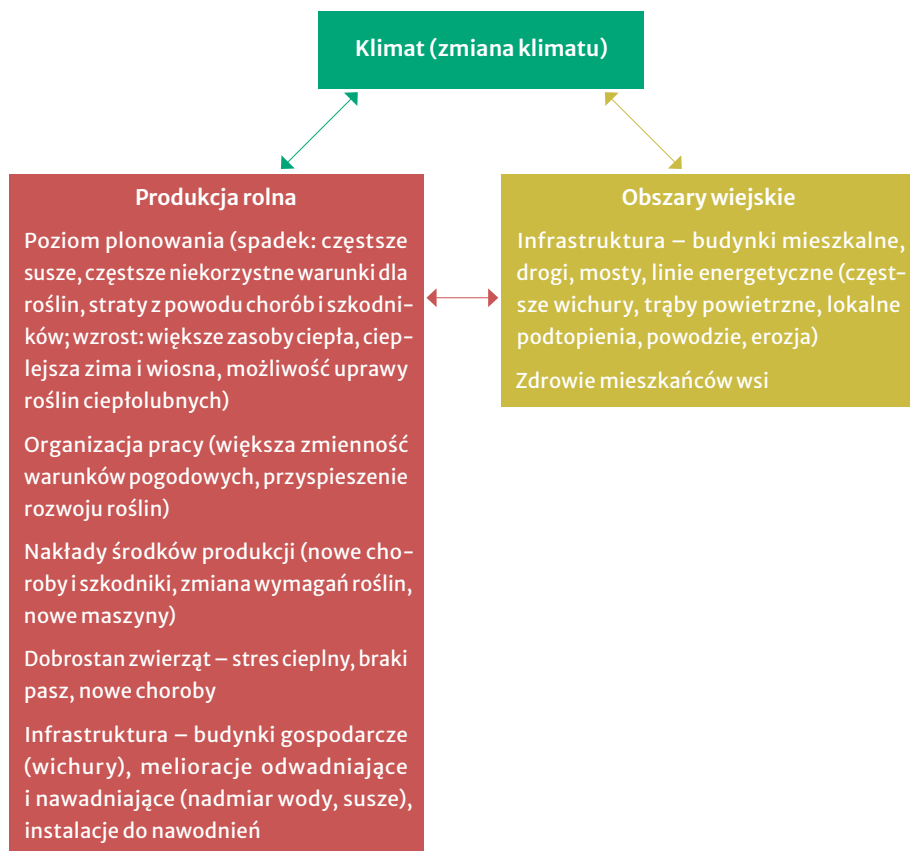 Klimat (zmiana klimatu)
Produkcja rolna
Poziom plonowania (spadek: częstsze
susze, częstsze niekorzystne warunki dla
roślin, straty z powodu chorób i szkodni-
ków; wzrost: większe zasoby ciepła, ciep-
lejsza zima i wiosna, możliwość uprawy
roślin ciepłolubnych)
Organizacja pracy (większa zmienność
warunków pogodowych, przyspieszenie
rozwoju roślin)
Nakłady środków produkcji (nowe cho-
roby i szkodniki, zmiana wymagań roślin,
nowe maszyny)
Dobrostan zwierząt – stres cieplny, braki
pasz, nowe choroby
Infrastruktura – budynki gospodarcze
(wichury), melioracje odwadniające
i nawadniające (nadmiar wody, susze),
instalacje do nawodnień
Obszary wiejskie
Infrastruktura – budynki mieszkalne,
drogi, mosty, linie energetyczne (częst-
sze wichury, trąby powietrzne, lokalne
podtopienia, powodzie, erozja)
Zdrowie mieszkańców wsi